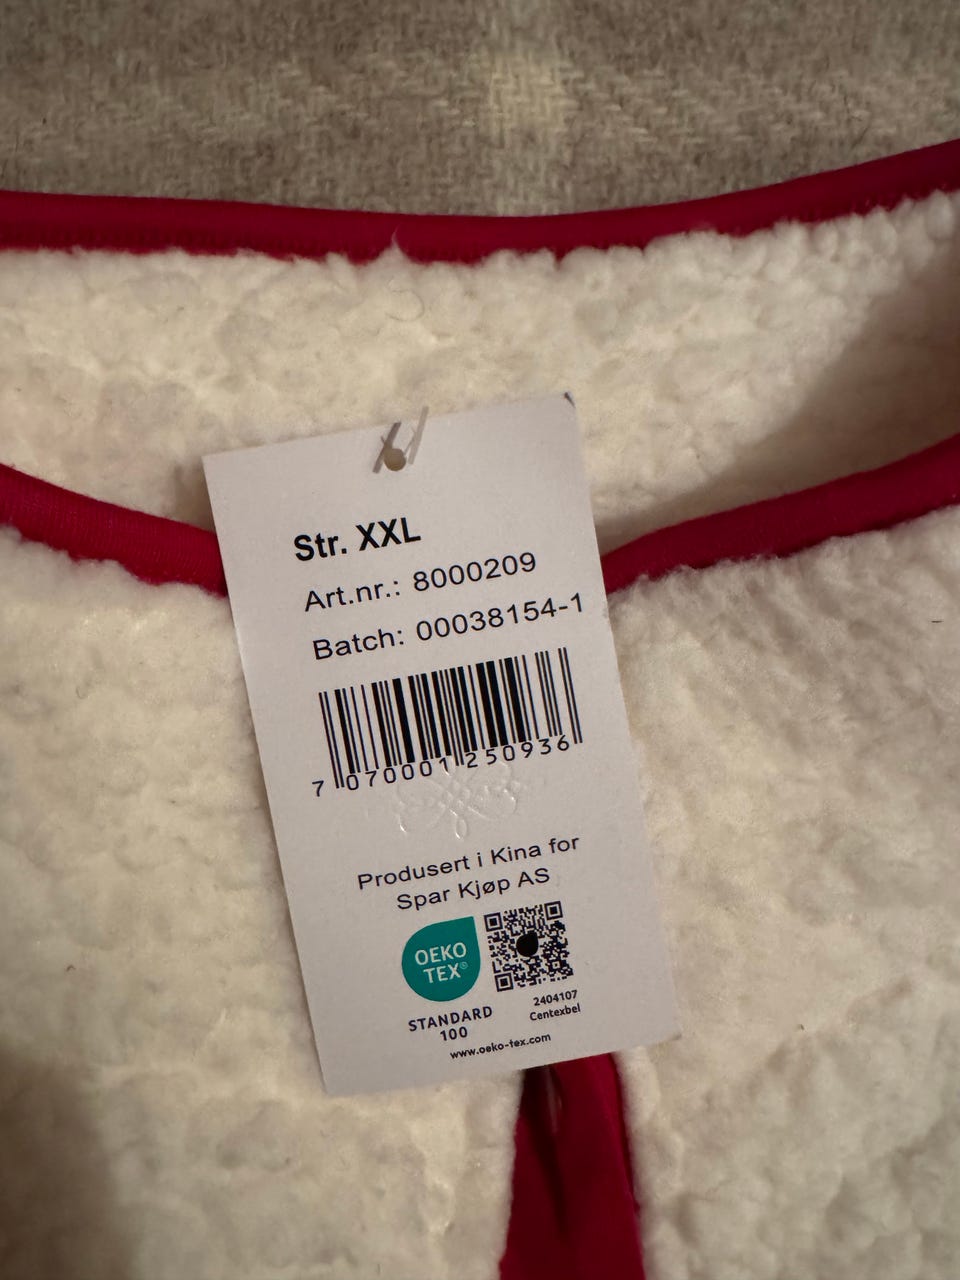 Str. XXL
Art.nr.: 8000209
Batch: 00038154-1
7 070001 250936
Produsert i Kina for
Spar Kjøp AS
OEKO
TEX®
STANDARD
100
2404107
Centexbel
www.oeko-tex.com